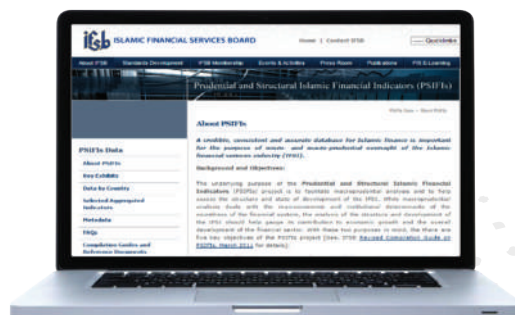 ifsb ISLAMIC FINANCIAL SERVICES BOARD
Home | Contact IFSB
About IFSB Standards Development IFSB Membership Events & Activities Press Room Publications FIS E-Learning
Prudential and Structural Islamic Financial Indicators (PSIFIs)
About PSIFIs
A credible, consistent and accurate database for Islamic finance is important
for the purpose of micro- and macro-prudential oversight of the Islamic
financial services industry (IFSI).
Background and Objectives:
The underlying purpose of the Prudential and Structural Islamic Financial
Indicators (PSIFIs) project is to facilitate macroprudential analysis and to help
assess the structure and state of development of the IFSI. While macroprudential
analysis deals with the macroeconomic and institutional determinants of the
soundness of the financial system, the analysis of the structure and development of
the IFSI should help gauge its contribution to economic growth and the overall
development of the financial sector. With these two purposes in mind, the there are
five key objectives of the PSIFIs project [See, IFSB Revised Compilation Guide on
PSIFIs, March 2011 for details]:
PSIFIs Data
About PSIFIs
Key Exhibits
Data by Country
Selected Aggregated
Indicators
Metadata
FAQs
Compilation Guides and
Reference Documents